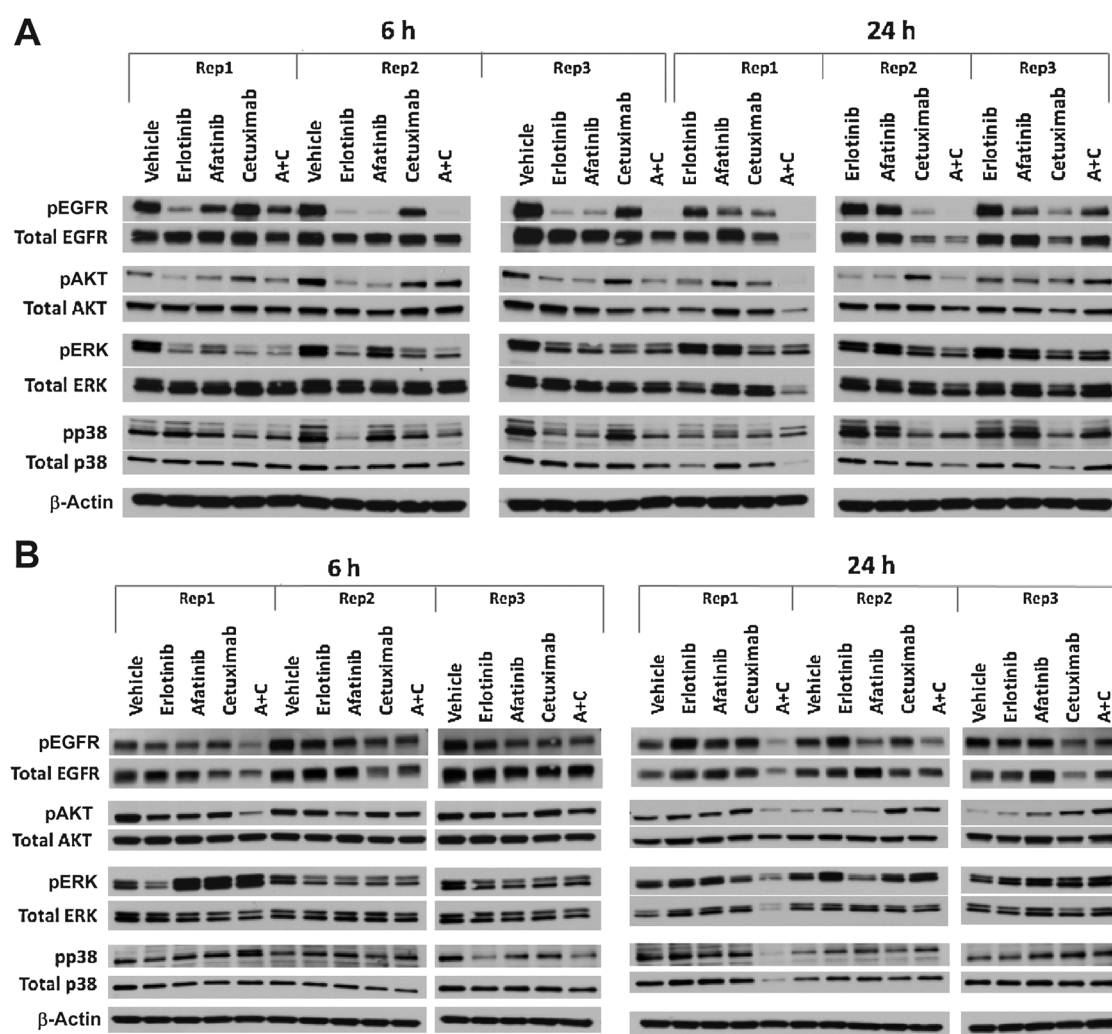 A
6 h
24 h
Rep1
Rep2
Rep3
Rep1
Rep2
Rep3
Vehicle
Erlotinib
Afatinib
Cetuximab
A+C
Vehicle
Erlotinib
Afatinib
Cetuximab
A+C
Vehicle
Erlotinib
Afatinib
Cetuximab
A+C
Erlotinib
Afatinib
Cetuximab
A+C
Erlotinib
Afatinib
Cetuximab
A+C
Erlotinib
Afatinib
Cetuximab
A+C
pEGFR
Total EGFR
pAKT
Total AKT
pERK
Total ERK
pp38
Total p38
β-Actin
B
6 h
24 h
Rep1
Rep2
Rep3
Rep1
Rep2
Rep3
Vehicle
Erlotinib
Afatinib
Cetuximab
A+C
Vehicle
Erlotinib
Afatinib
Cetuximab
A+C
Vehicle
Erlotinib
Afatinib
Cetuximab
A+C
Vehicle
Erlotinib
Afatinib
Cetuximab
A+C
Vehicle
Erlotinib
Afatinib
Cetuximab
A+C
Vehicle
Erlotinib
Afatinib
Cetuximab
A+C
pEGFR
Total EGFR
pAKT
Total AKT
pERK
Total ERK
pp38
Total p38
β-Actin